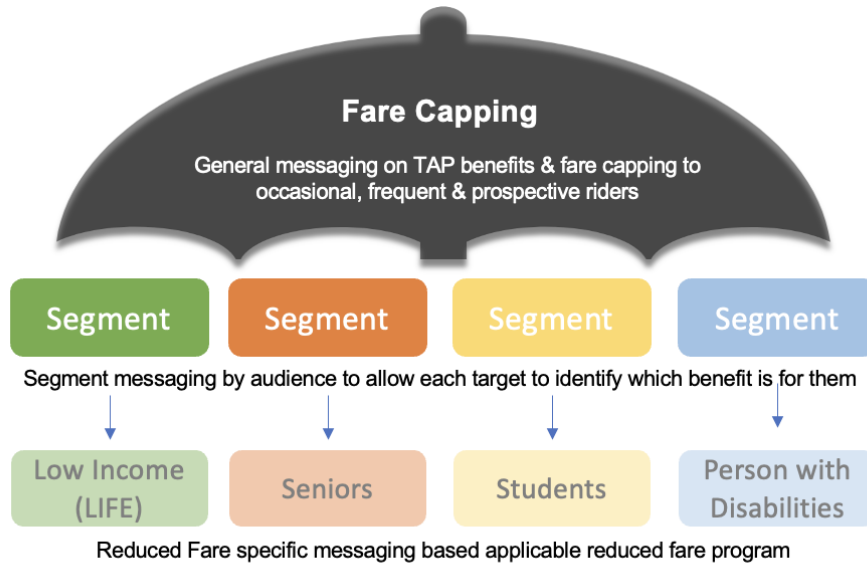 Fare Capping
General messaging on TAP benefits & fare capping to
occasional, frequent & prospective riders
Segment
Segment
Segment
Segment
Segment messaging by audience to allow each target to identify which benefit is for them
Low Income
(LIFE)
Seniors
Students
Person with
Disabilities
Reduced Fare specific messaging based applicable reduced fare program